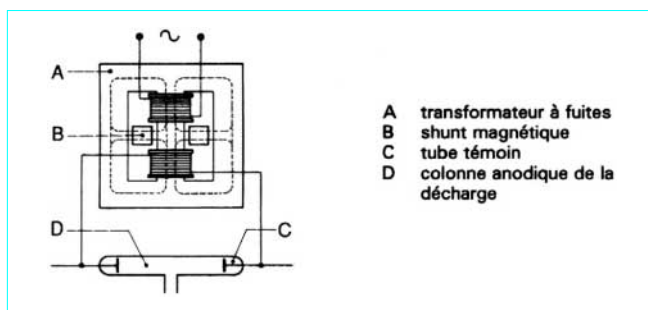 A
B
D
C
A transformateur à fuites
B shunt magnétique
C tube témoin
D colonne anodique de la
décharge